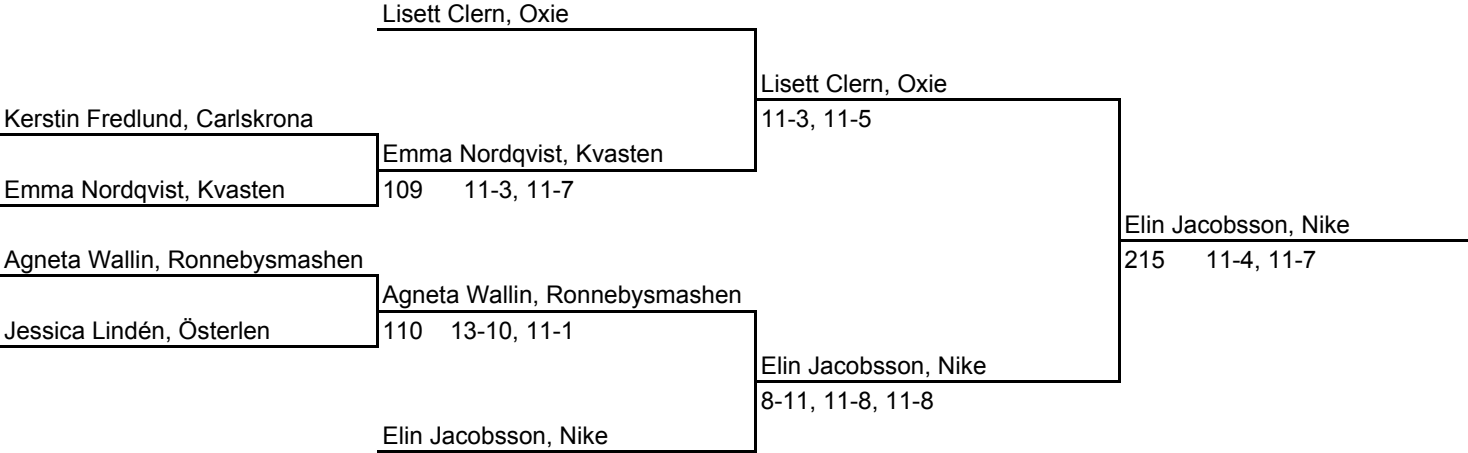 Lisett Clern, Oxie
Lisett Clern, Oxie
Kerstin Fredlund, Carlskrona
11-3, 11-5
Emma Nordqvist, Kvasten
Emma Nordqvist, Kvasten
109 11-3, 11-7
Elin Jacobsson, Nike
Agneta Wallin, Ronnebysmashen
215 11-4, 11-7
Agneta Wallin, Ronnebysmashen
Jessica Lindén, Österlen
110 13-10, 11-1
Elin Jacobsson, Nike
8-11, 11-8, 11-8
Elin Jacobsson, Nike